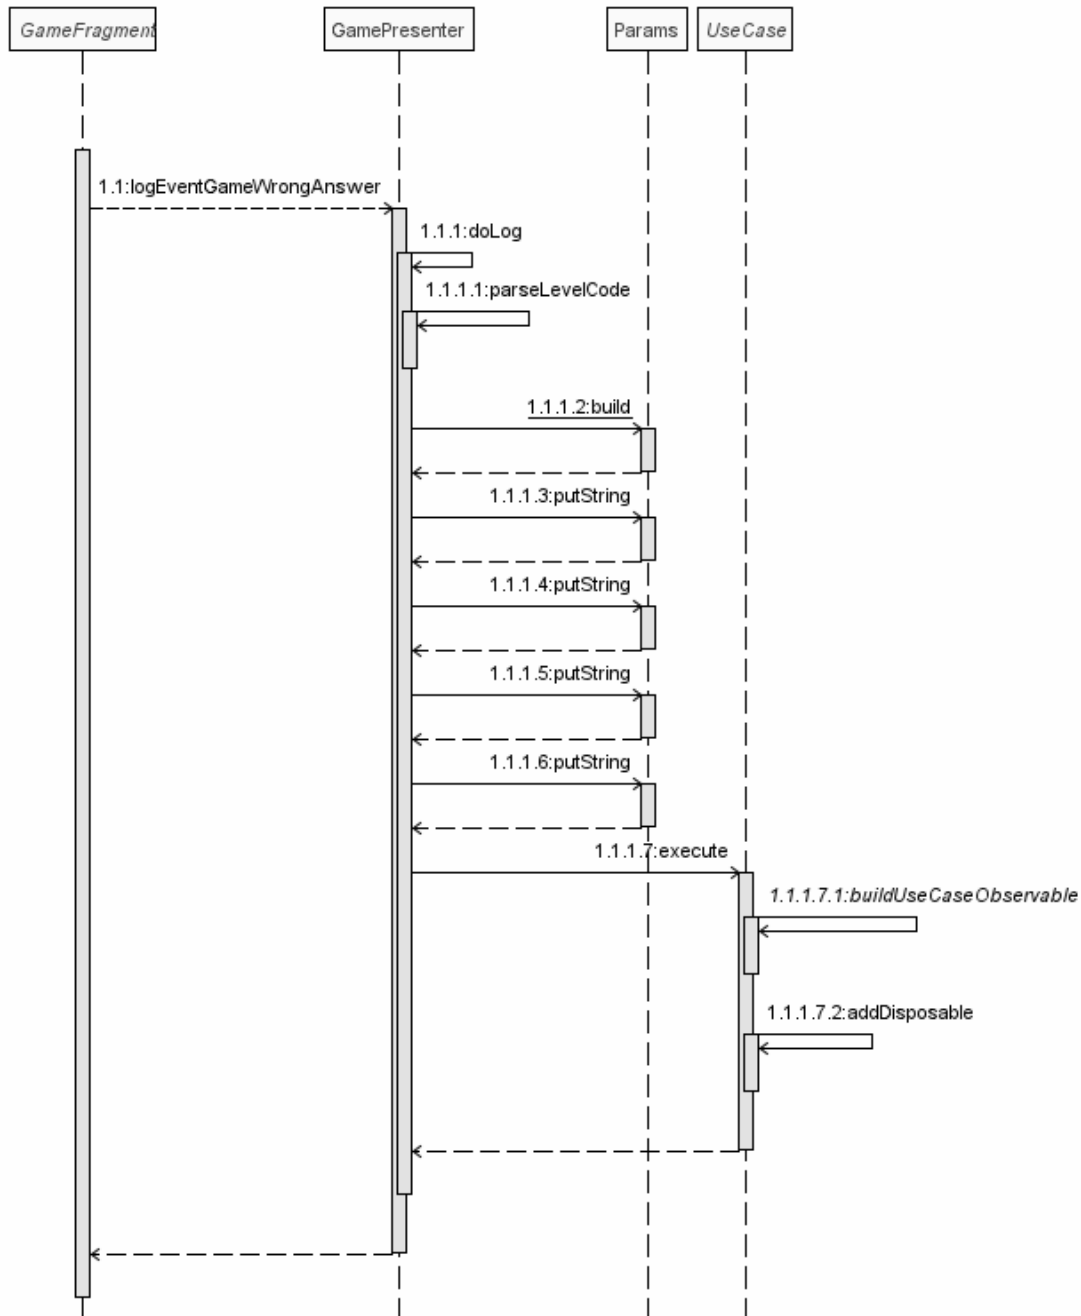 GameFragment
GamePresenter
Params
UseCase
1.1:logEventGameWrongAnswer
1.1.1:doLog
1.1.1.1:parseLevelCode
1.1.1.2:build
1.1.1.3:putString
1.1.1.4:putString
1.1.1.5:putString
1.1.1.6:putString
1.1.1.7:execute
1.1.1.7.1:buildUseCaseObservable
1.1.1.7.2:addDisposable